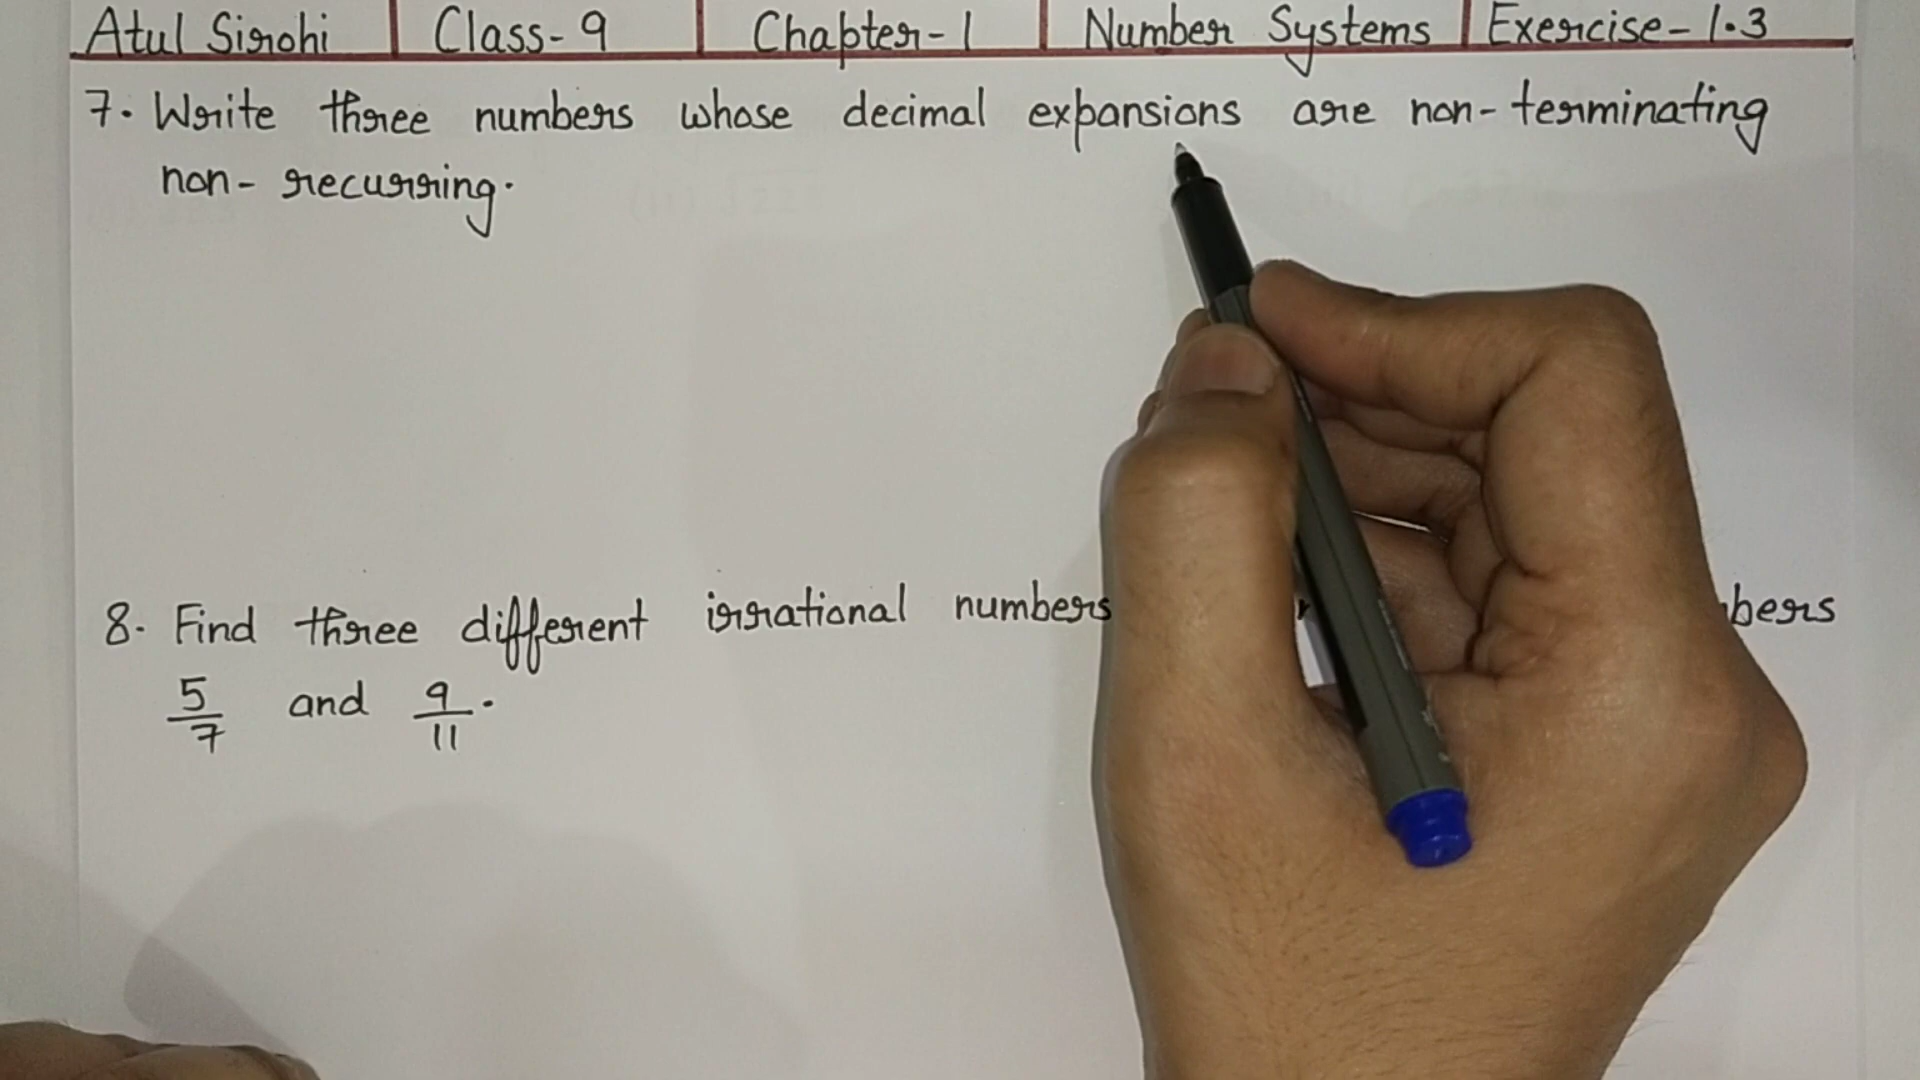 Atul Sirohi Class-9 Chapter-1 Number Systems Exercise-1.3
7. Write three numbers whose decimal expansions are non-terminating
non-recurring.
8. Find three different irrational numbers
5/7 and 9/11.